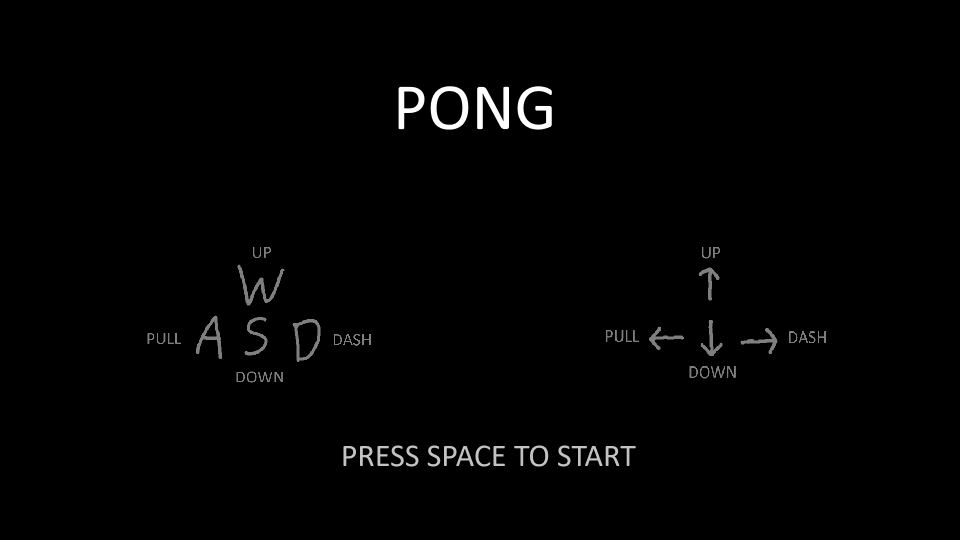 PONG
UP
W
PULL A S D DASH
DOWN
UP
PULL DASH
DOWN
PRESS SPACE TO START